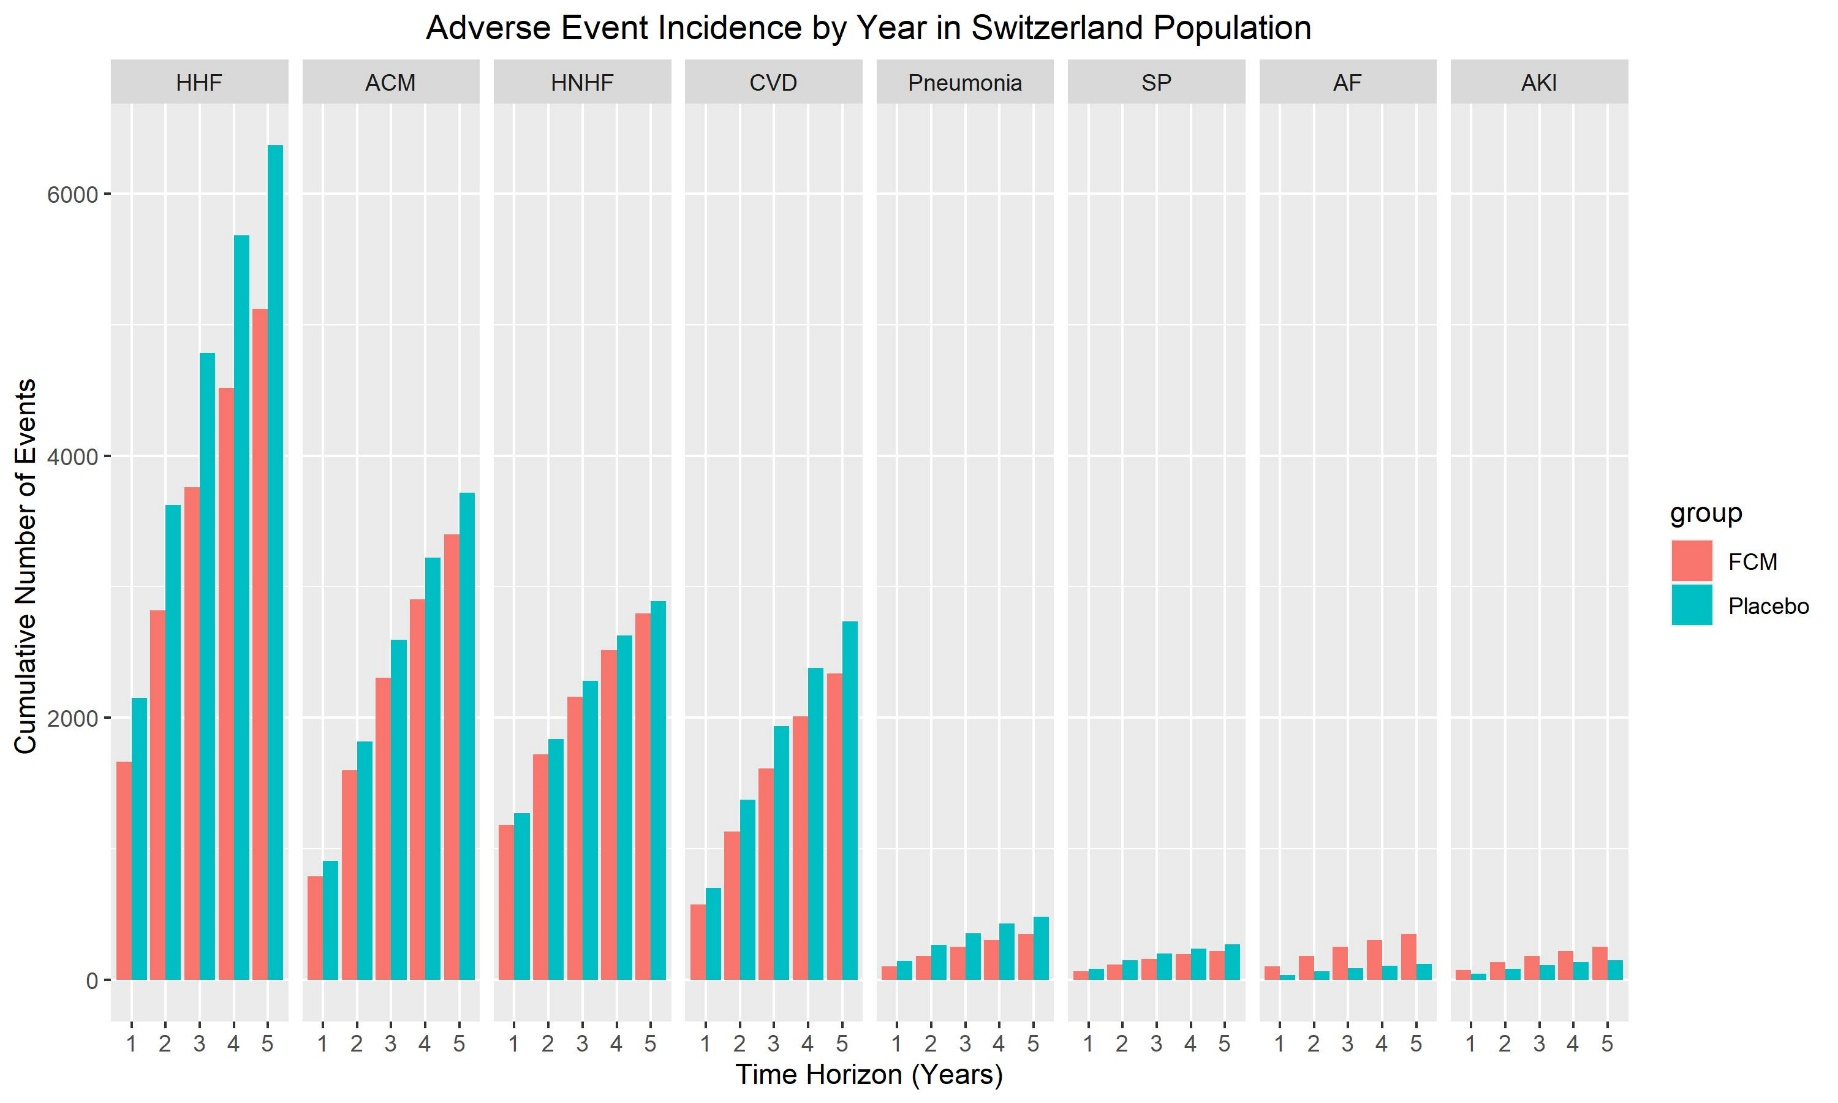 Adverse Event Incidence by Year in Switzerland Population
HHF ACM HNHF CVD Pneumonia SP AF AKI
Cumulative Number of Events
6000
4000
2000
0
group
FCM
Placebo
1 2 3 4 5 1 2 3 4 5 1 2 3 4 5 1 2 3 4 5 1 2 3 4 5 1 2 3 4 5 1 2 3 4 5 1 2 3 4 5
Time Horizon (Years)